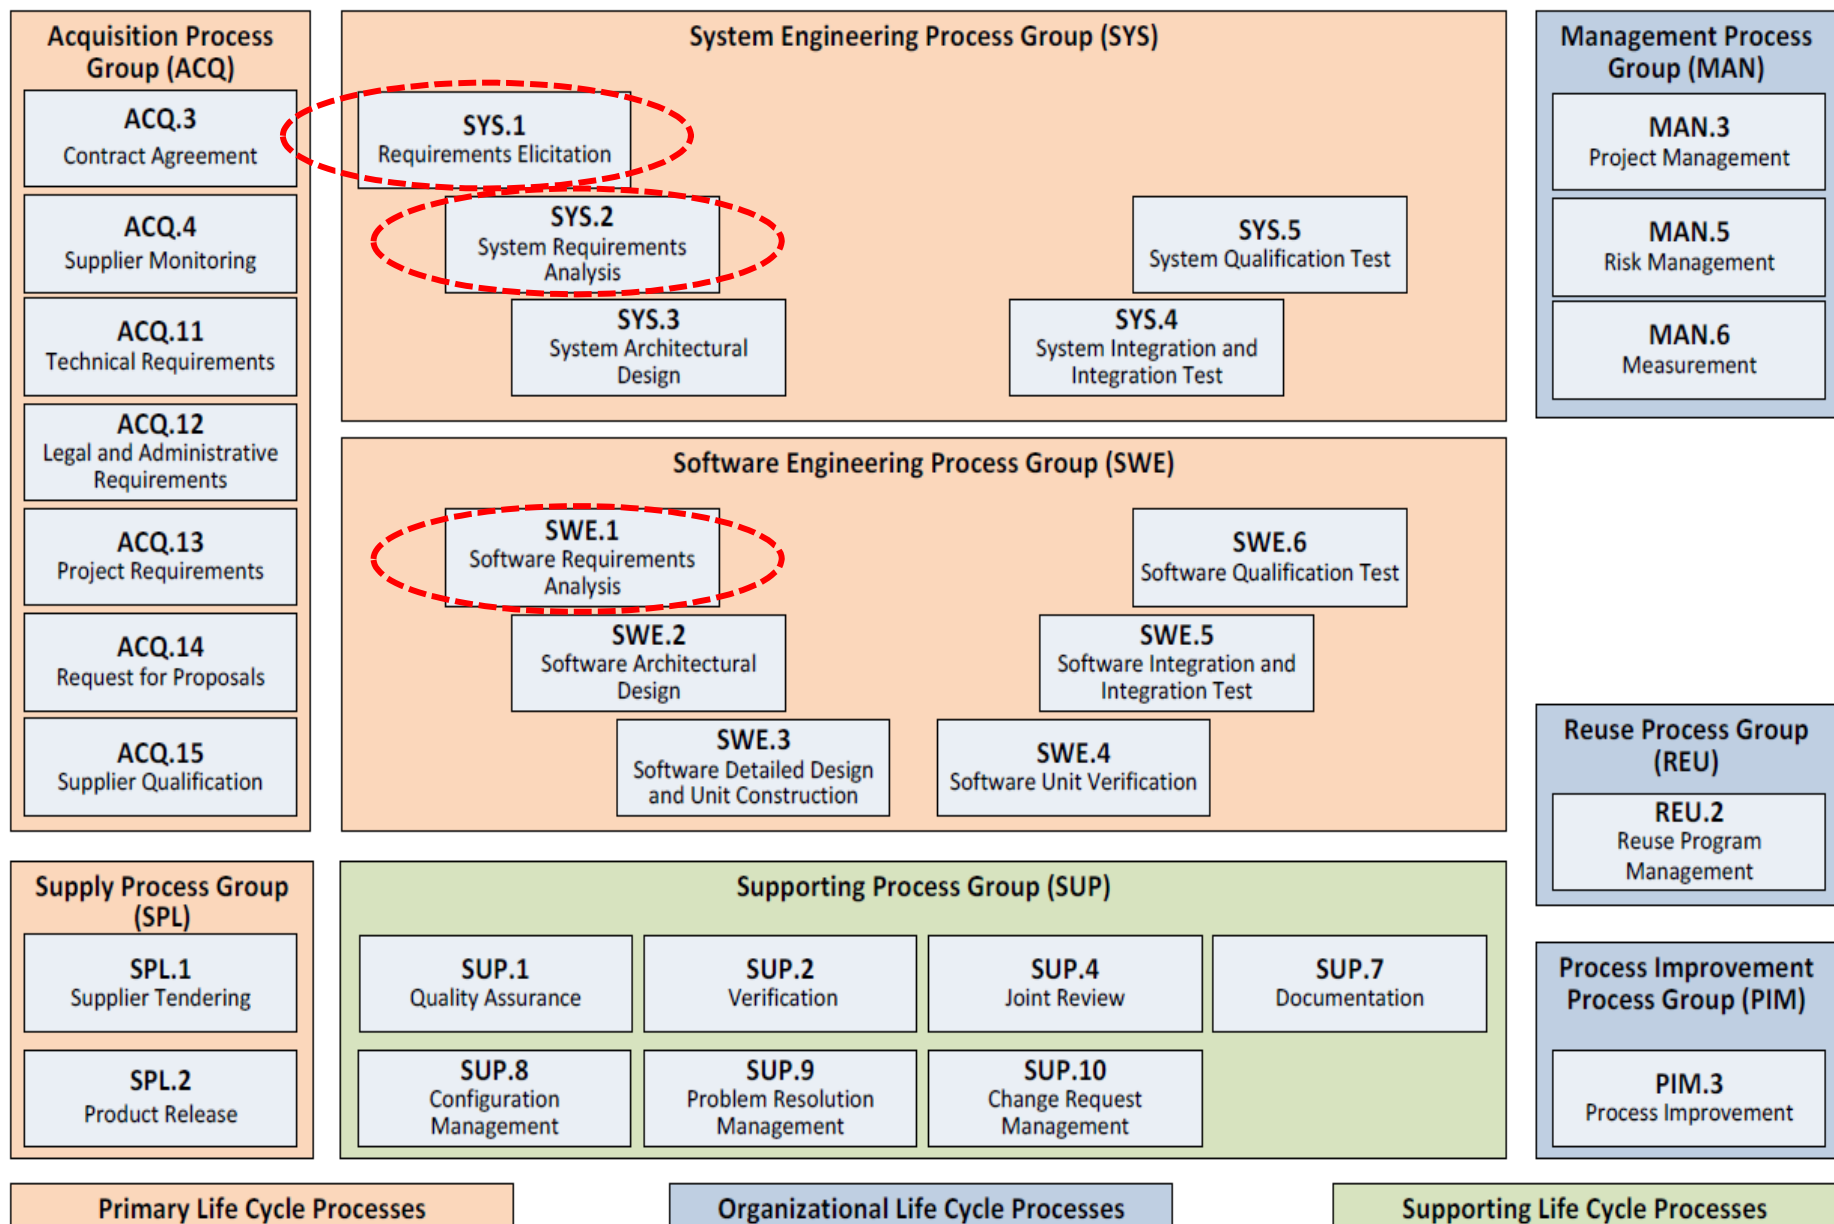 Acquisition Process
Group (ACQ)
ACQ.3
Contract Agreement
ACQ.4
Supplier Monitoring
ACQ.11
Technical Requirements
ACQ.12
Legal and Administrative
Requirements
ACQ.13
Project Requirements
ACQ.14
Request for Proposals
ACQ.15
Supplier Qualification
System Engineering Process Group (SYS)
SYS.1
Requirements Elicitation
SYS.2
System Requirements
Analysis
SYS.3
System Architectural
Design
SYS.5
System Qualification Test
SYS.4
System Integration and
Integration Test
Software Engineering Process Group (SWE)
SWE.1
Software Requirements
Analysis
SWE.2
Software Architectural
Design
SWE.3
Software Detailed Design
and Unit Construction
SWE.6
Software Qualification Test
SWE.5
Software Integration and
Integration Test
SWE.4
Software Unit Verification
Management Process
Group (MAN)
MAN.3
Project Management
MAN.5
Risk Management
MAN.6
Measurement
Reuse Process Group
(REU)
REU.2
Reuse Program
Management
Supply Process Group
(SPL)
SPL.1
Supplier Tendering
SPL.2
Product Release
Supporting Process Group (SUP)
SUP.1
Quality Assurance
SUP.2
Verification
SUP.4
Joint Review
SUP.7
Documentation
SUP.8
Configuration
Management
SUP.9
Problem Resolution
Management
SUP.10
Change Request
Management
Process Improvement
Process Group (PIM)
PIM.3
Process Improvement
Primary Life Cycle Processes
Organizational Life Cycle Processes
Supporting Life Cycle Processes